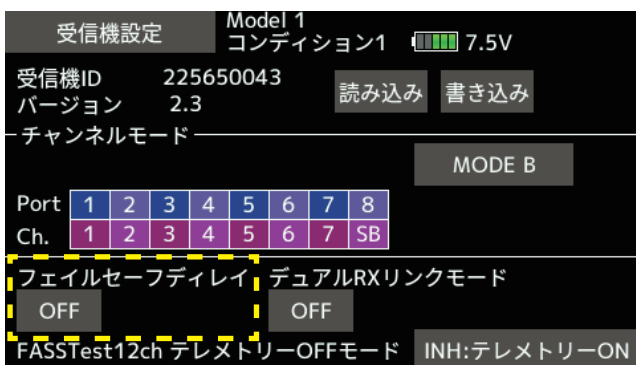 受信機設定
Model 1
コンディション1 7.5V
受信機ID 225650043
バージョン 2.3
読み込み 書き込み
チャンネルモード
MODE B
Port 1 2 3 4 5 6 7 8
Ch. 1 2 3 4 5 6 7 SB
フェイルセーフディレイ デュアルRXリンクモード
OFF OFF
FASSTest12ch テレメトリーOFFモード INH:テレメトリーON